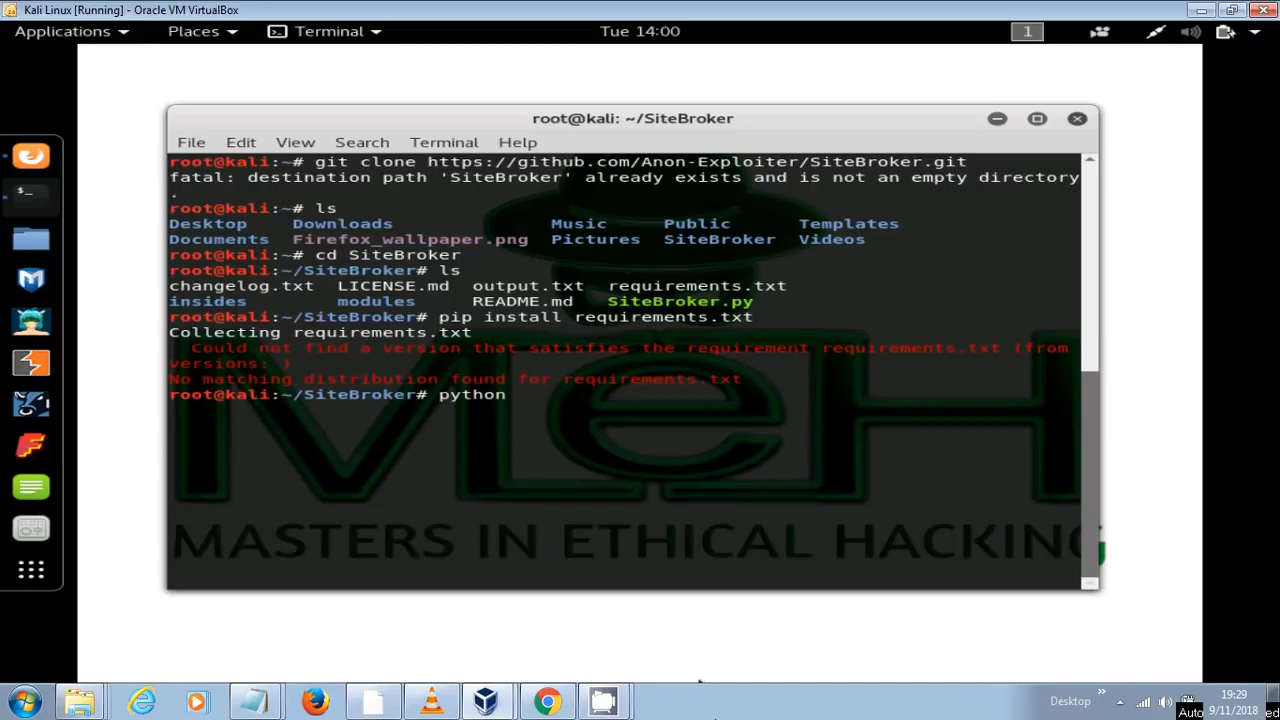 Kali Linux [Running] - Oracle VM VirtualBox
Applications Places Terminal Tue 14:00 1
root@kali: ~/SiteBroker
File Edit View Search Terminal Help
root@kali:~# git clone https://github.com/Anon-Exploiter/SiteBroker.git
fatal: destination path 'SiteBroker' already exists and is not an empty directory
.
root@kali:~# ls
Desktop Downloads Music Public Templates
Documents Firefox_wallpaper.png Pictures SiteBroker Videos
root@kali:~# cd SiteBroker
root@kali:~/SiteBroker# ls
changelog.txt LICENSE.md output.txt requirements.txt
insides modules README.md SiteBroker.py
root@kali:~/SiteBroker# pip install requirements.txt
Collecting requirements.txt
Could not find a version that satisfies the requirement requirements.txt (from
versions: )
No matching distribution found for requirements.txt
root@kali:~/SiteBroker# python
MeH
MASTERS IN ETHICAL HACKING
Desktop
19:29
9/11/2018